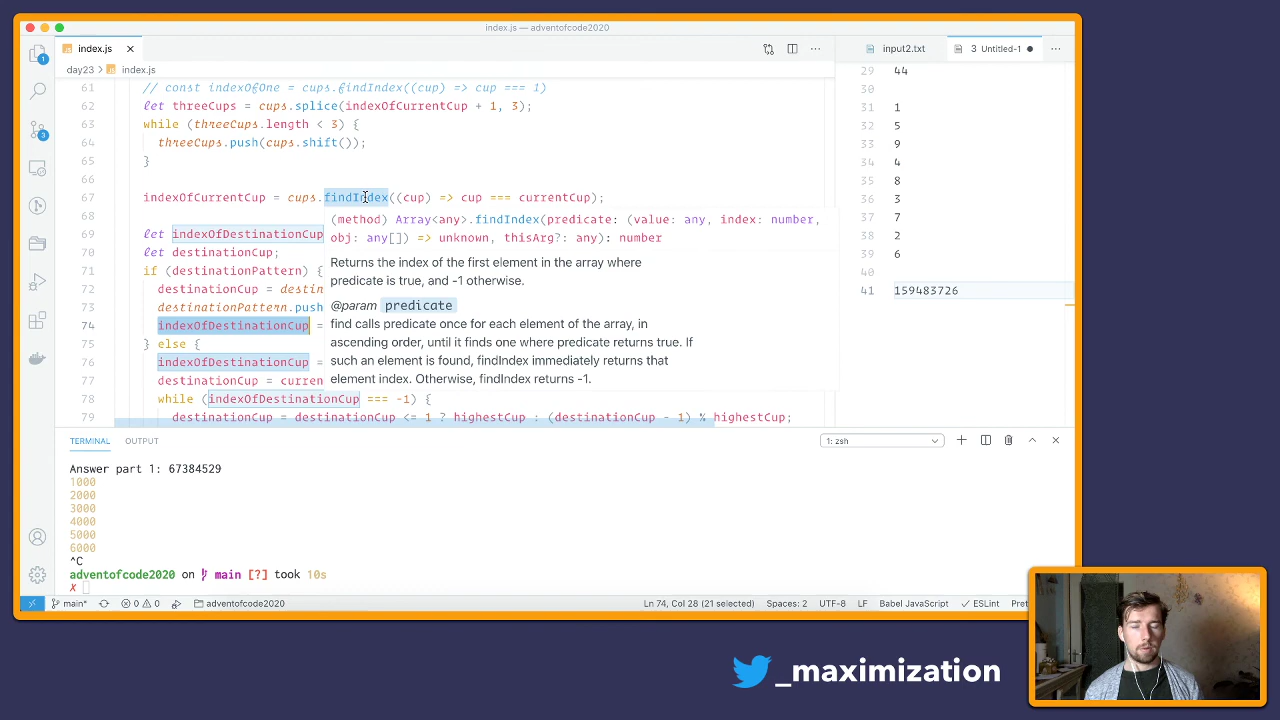 index.js — adventofcode2020
index.js
input2.txt
3 Untitled-1
day23 > index.js
61 // const indexOfOne = cups.findIndex((cup) => cup === 1)
62 let threeCups = cups.splice(indexOfCurrentCup + 1, 3);
63 while (threeCups.length < 3) {
64 threeCups.push(cups.shift());
65 }
66
67 indexOfCurrentCup = cups.findIndex((cup) => cup === currentCup);
68
69 let indexOfDestinationCup
70 let destinationCup;
71 if (destinationPattern) {
72 destinationCup = destin
73 destinationPattern.push
74 indexOfDestinationCup =
75 } else {
76 indexOfDestinationCup =
77 destinationCup = curren
78 while (indexOfDestinationCup === -1) {
79 destinationCup = destinationCup <= 1 ? highestCup : (destinationCup - 1) % highestCup;
(method) Array<any>.findIndex(predicate: (value: any, index: number,
obj: any[]) => unknown, thisArg?: any): number
Returns the index of the first element in the array where
predicate is true, and -1 otherwise.
@param predicate
find calls predicate once for each element of the array, in
ascending order, until it finds one where predicate returns true. If
such an element is found, findIndex immediately returns that
element index. Otherwise, findIndex returns -1.
29 44
30
31 1
32 5
33 9
34 4
35 8
36 3
37 7
38 2
39 6
40
41 159483726
TERMINAL
OUTPUT
1: zsh
Answer part 1: 67384529
1000
2000
3000
4000
5000
6000
^C
adventofcode2020 on main [?] took 10s
✗
main*
0 0
adventofcode2020
Ln 74, Col 28 (21 selected)
Spaces: 2
UTF-8
LF
Babel JavaScript
ESLint
Pret
1
3
_maximization